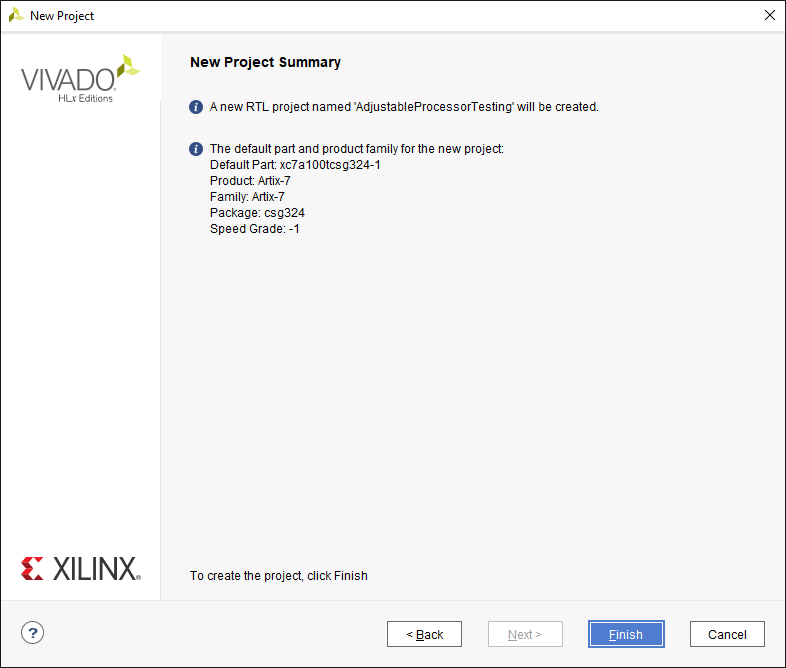 New Project
VIVADO.
HLx Editions
New Project Summary
A new RTL project named 'AdjustableProcessorTesting' will be created.
The default part and product family for the new project:
Default Part: xc7a100tcsg324-1
Product: Artix-7
Family: Artix-7
Package: csg324
Speed Grade: -1
XILINX.
To create the project, click Finish
?
< Back
Next >
Finish
Cancel